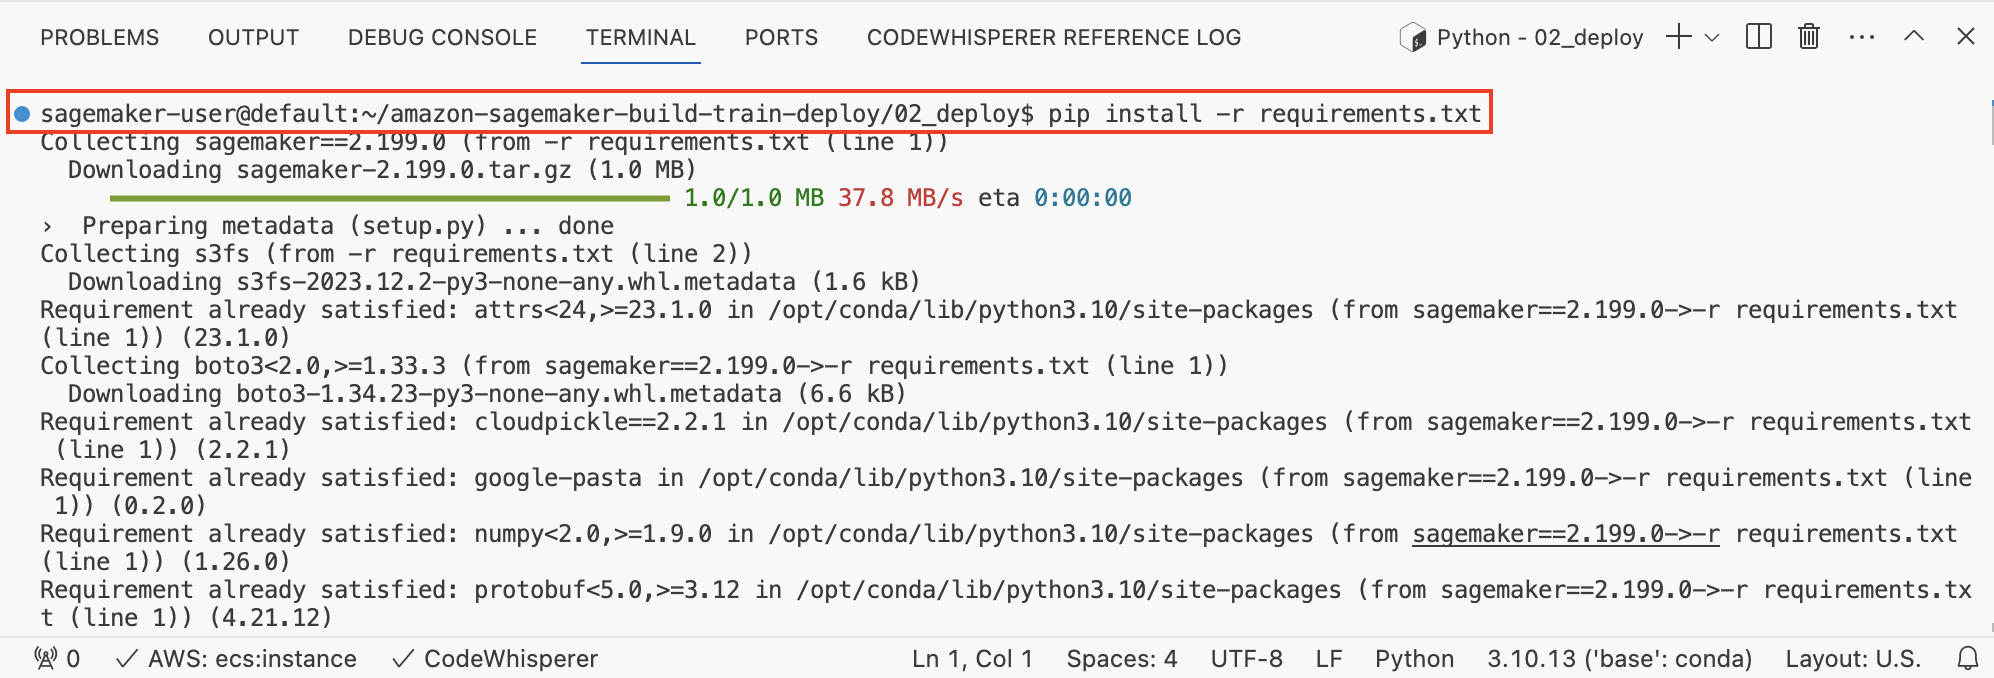 PROBLEMS OUTPUT DEBUG CONSOLE TERMINAL PORTS CODEWHISPERER REFERENCE LOG Python - 02_deploy
sagemaker-user@default:~/amazon-sagemaker-build-train-deploy/02_deploy$ pip install -r requirements.txt
Collecting sagemaker==2.199.0 (from -r requirements.txt (line 1))
Downloading sagemaker-2.199.0.tar.gz (1.0 MB)
1.0/1.0 MB 37.8 MB/s eta 0:00:00
› Preparing metadata (setup.py) ... done
Collecting s3fs (from -r requirements.txt (line 2))
Downloading s3fs-2023.12.2-py3-none-any.whl.metadata (1.6 kB)
Requirement already satisfied: attrs<24,>=23.1.0 in /opt/conda/lib/python3.10/site-packages (from sagemaker==2.199.0->-r requirements.txt
(line 1)) (23.1.0)
Collecting boto3<2.0,>=1.33.3 (from sagemaker==2.199.0->-r requirements.txt (line 1))
Downloading boto3-1.34.23-py3-none-any.whl.metadata (6.6 kB)
Requirement already satisfied: cloudpickle==2.2.1 in /opt/conda/lib/python3.10/site-packages (from sagemaker==2.199.0->-r requirements.txt
(line 1)) (2.2.1)
Requirement already satisfied: google-pasta in /opt/conda/lib/python3.10/site-packages (from sagemaker==2.199.0->-r requirements.txt (line
1)) (0.2.0)
Requirement already satisfied: numpy<2.0,>=1.9.0 in /opt/conda/lib/python3.10/site-packages (from sagemaker==2.199.0->-r requirements.txt
(line 1)) (1.26.0)
Requirement already satisfied: protobuf<5.0,>=3.12 in /opt/conda/lib/python3.10/site-packages (from sagemaker==2.199.0->-r requirements.tx
t (line 1)) (4.21.12)
0 AWS: ecs:instance CodeWhisperer Ln 1, Col 1 Spaces: 4 UTF-8 LF Python 3.10.13 ('base': conda) Layout: U.S.